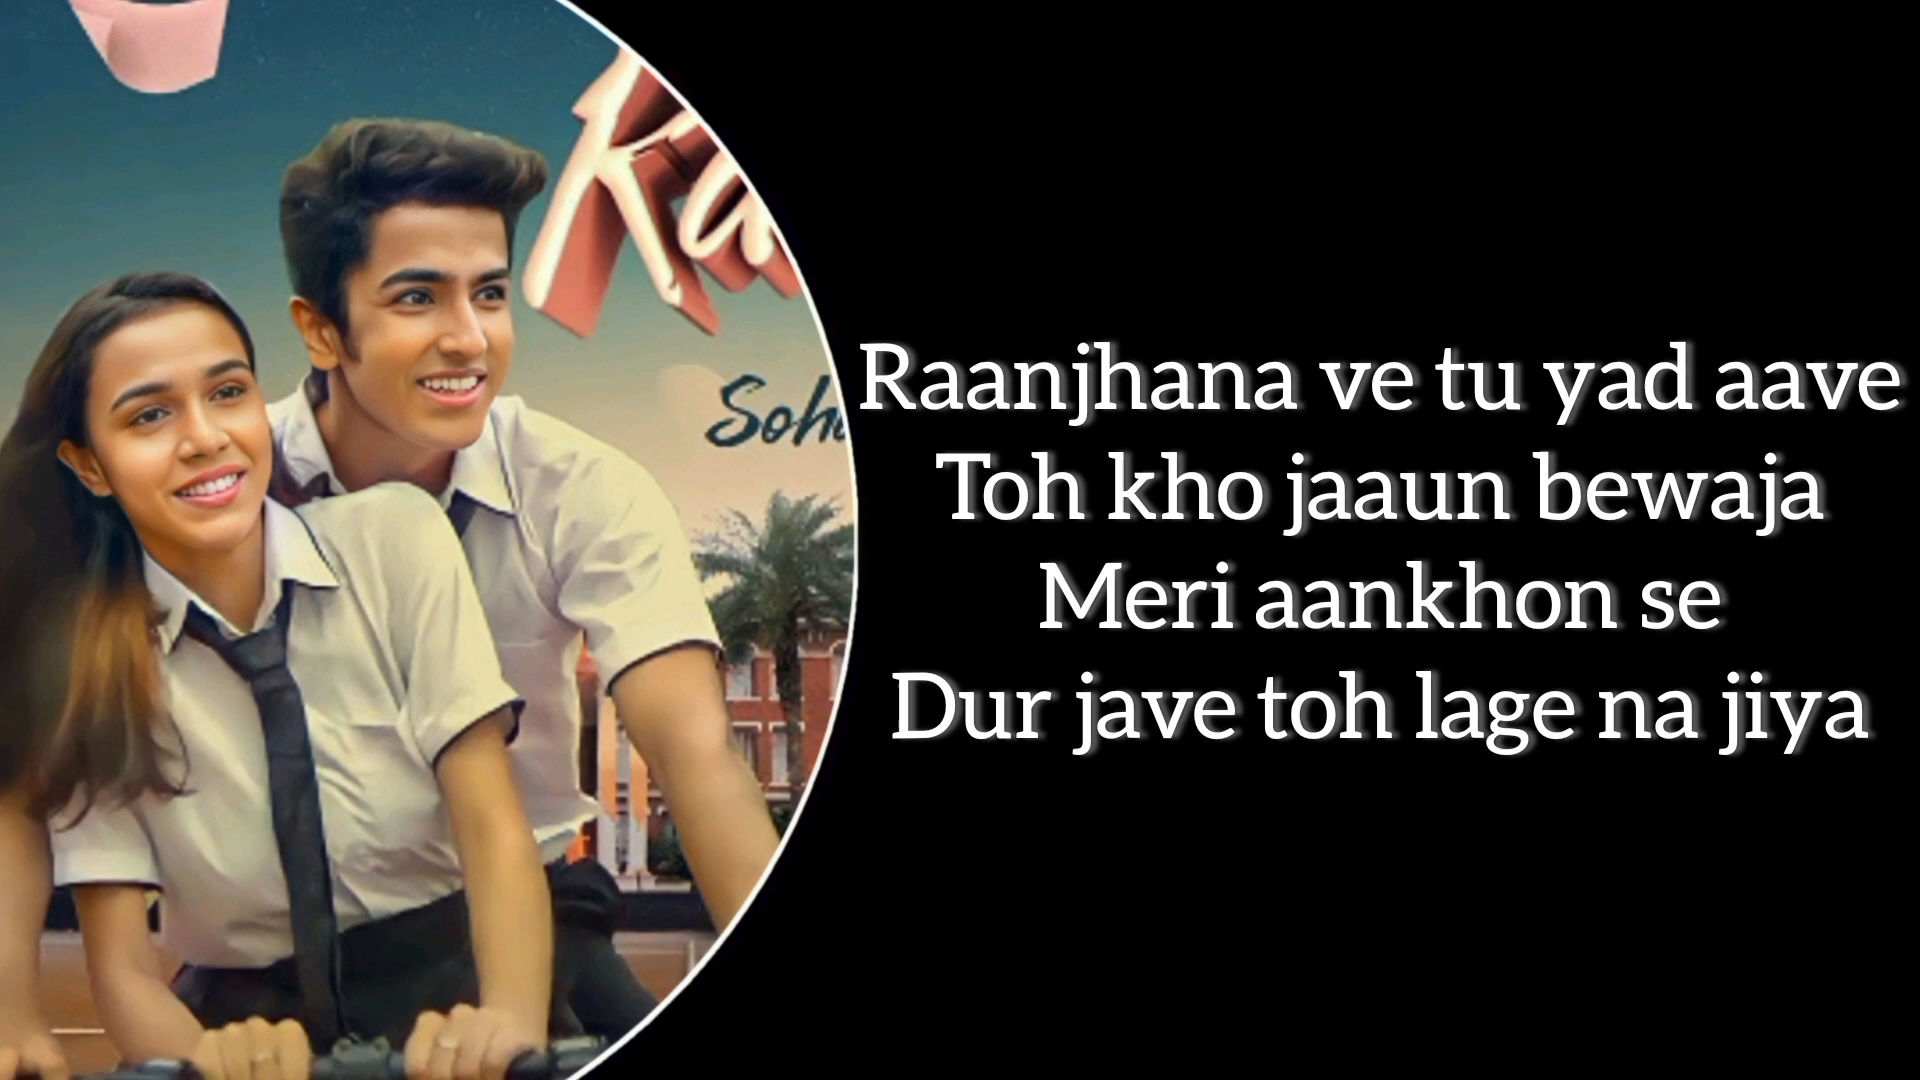 Raanjhana ve tu yad aave
Toh kho jaaun bewaja
Meri aankhon se
Dur jave toh lage na jiya